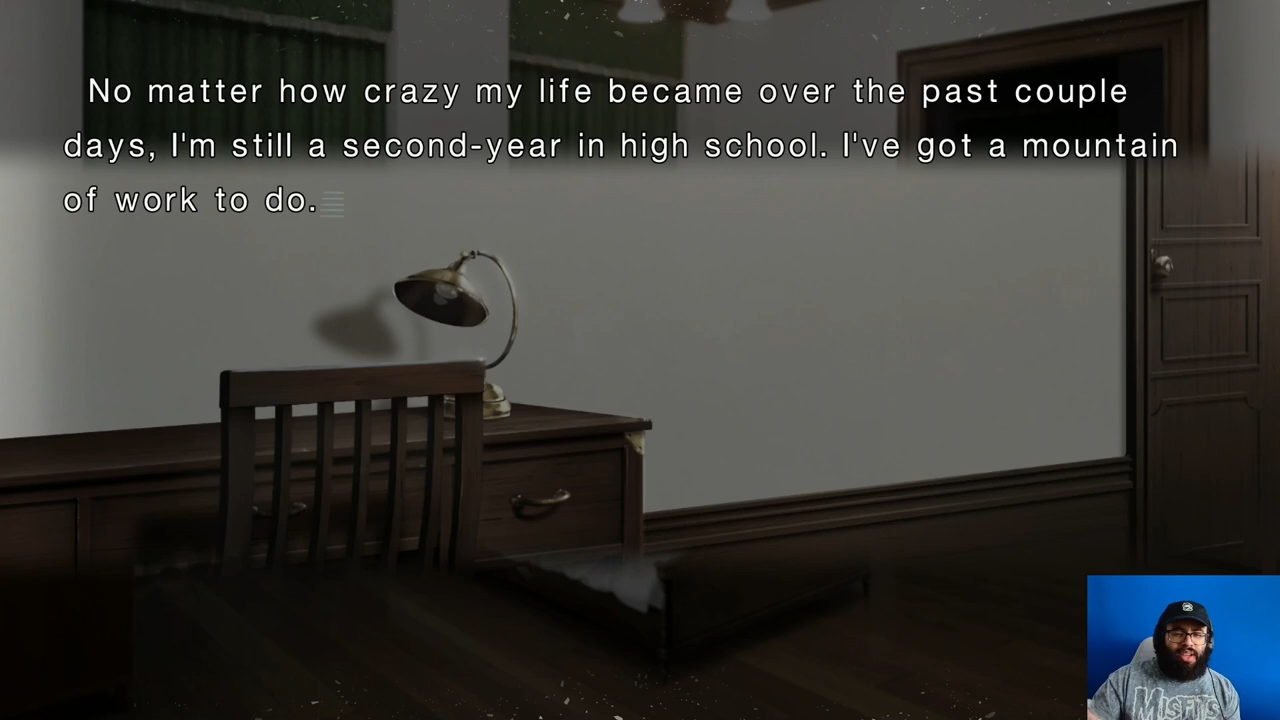 No matter how crazy my life became over the past couple
days, I'm still a second-year in high school. I've got a mountain
of work to do.
MISFITS